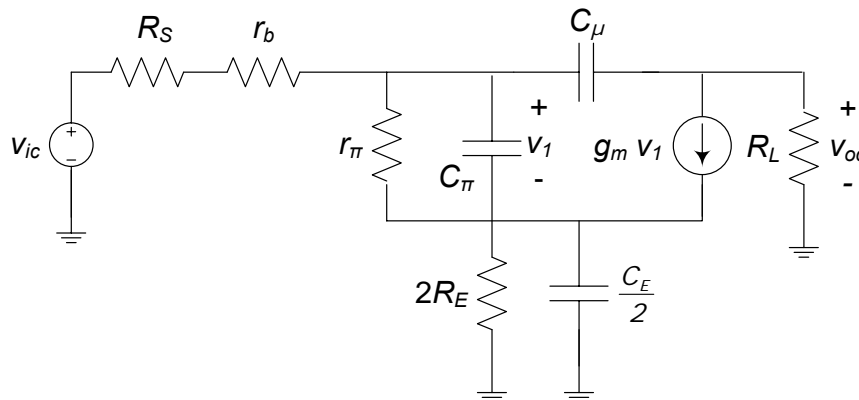 R_S
r_b
C_μ
v_ic
+
-
r_π
C_π
+
v_1
-
g_m v_1
R_L
+
v_oc
-
2R_E
C_E
2